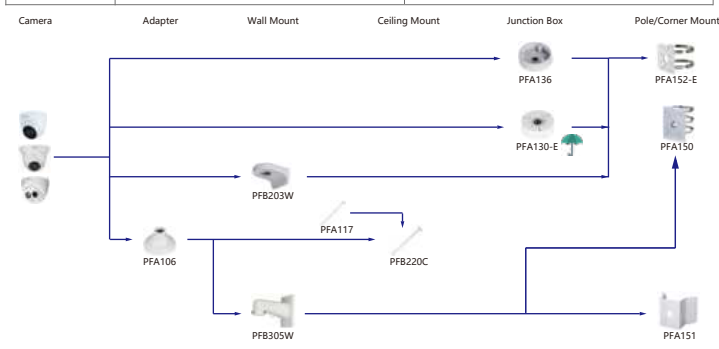 Camera Adapter Wall Mount Ceiling Mount Junction Box Pole/Corner Mount
PFA136 PFA152-E
PFA130-E PFA150
PFB203W
PFA117
PFA106 PFB220C
PFB305W PFA151